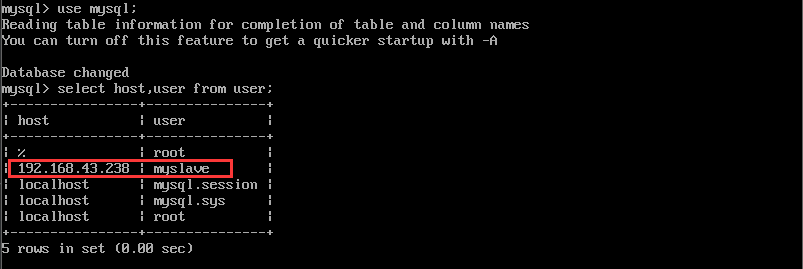 mysql> use mysql;
Reading table information for completion of table and column names
You can turn off this feature to get a quicker startup with -A
Database changed
mysql> select host,user from user;
+----------------+---------------+
| host           | user          |
+----------------+---------------+
| %              | root          |
| 192.168.43.238 | myslave       |
| localhost      | mysql.session |
| localhost      | mysql.sys     |
| localhost      | root          |
+----------------+---------------+
5 rows in set (0.00 sec)